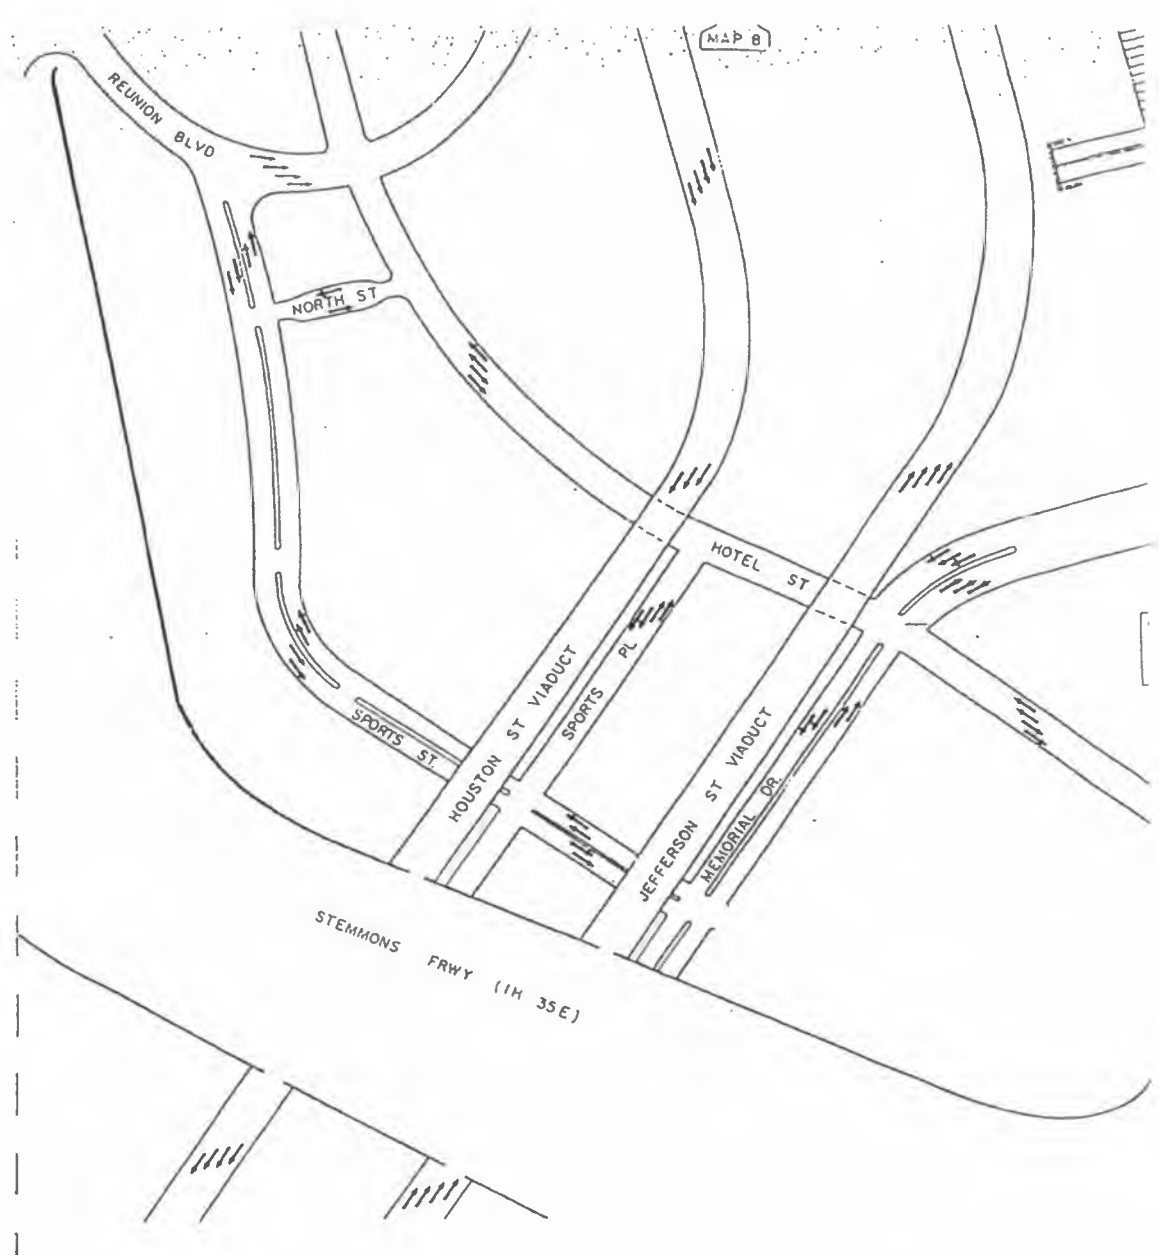 MAP 8
REUNION BLVD
NORTH ST
HOTEL ST
HOUSTON ST VIADUCT
SPORTS PL
SPORTS ST.
JEFFERSON ST VIADUCT
MEMORIAL DR.
STEMMONS FRWY (IH 35E)